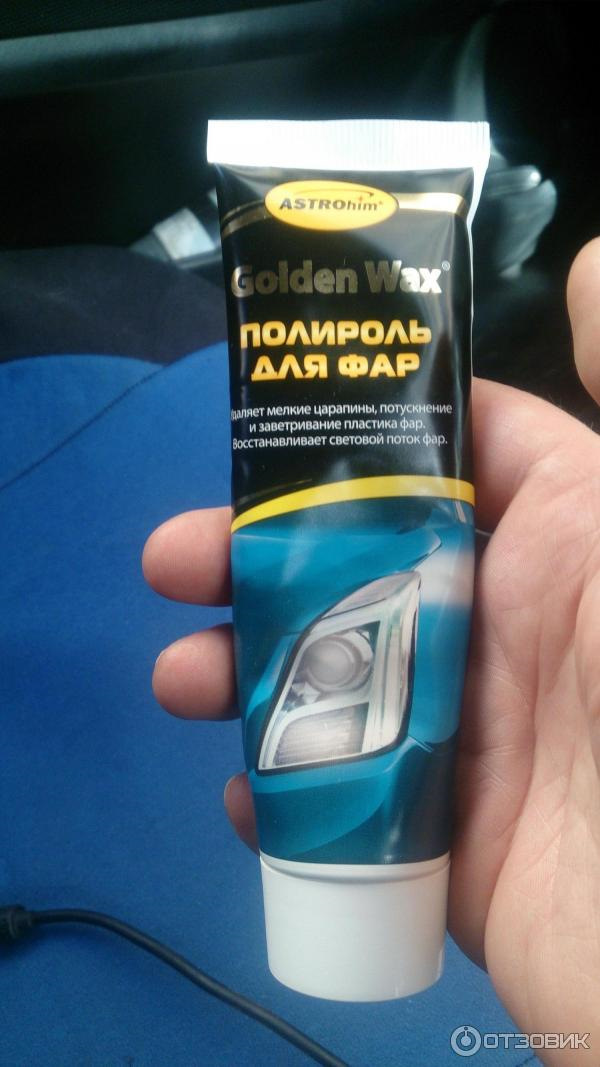 ASTROhim
Golden Wax®
ПОЛИРОЛЬ
ДЛЯ ФАР
Удаляет мелкие царапины, потускнение
и заветривание пластика фар.
Восстанавливает световой поток фар.
ОТЗОВИК